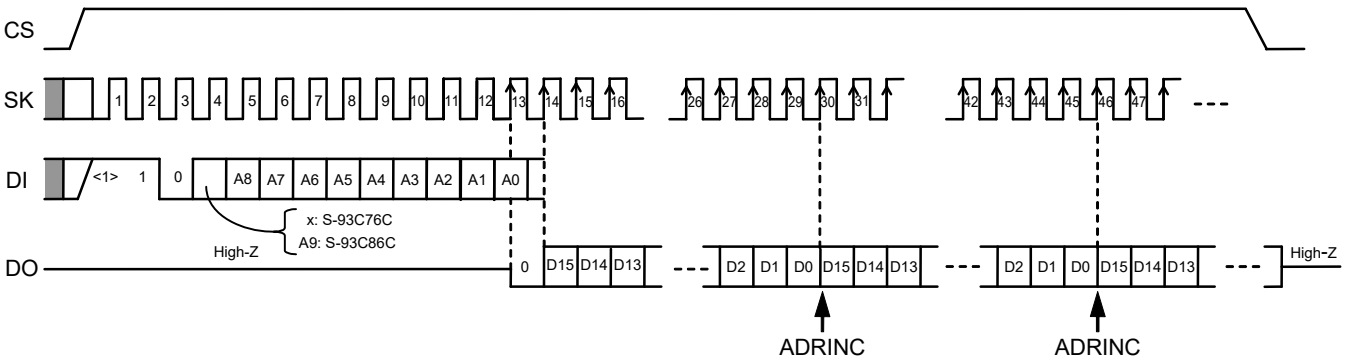 CS
SK 1 2 3 4 5 6 7 8 9 10 11 12 13 14 15 16 26 27 28 29 30 31 42 43 44 45 46 47
DI <1> 1 0 A8 A7 A6 A5 A4 A3 A2 A1 A0
x: S-93C76C
A9: S-93C86C
High-Z High-Z
DO 0 D15 D14 D13 D2 D1 D0 D15 D14 D13 D2 D1 D0 D15 D14 D13
ADRINC ADRINC